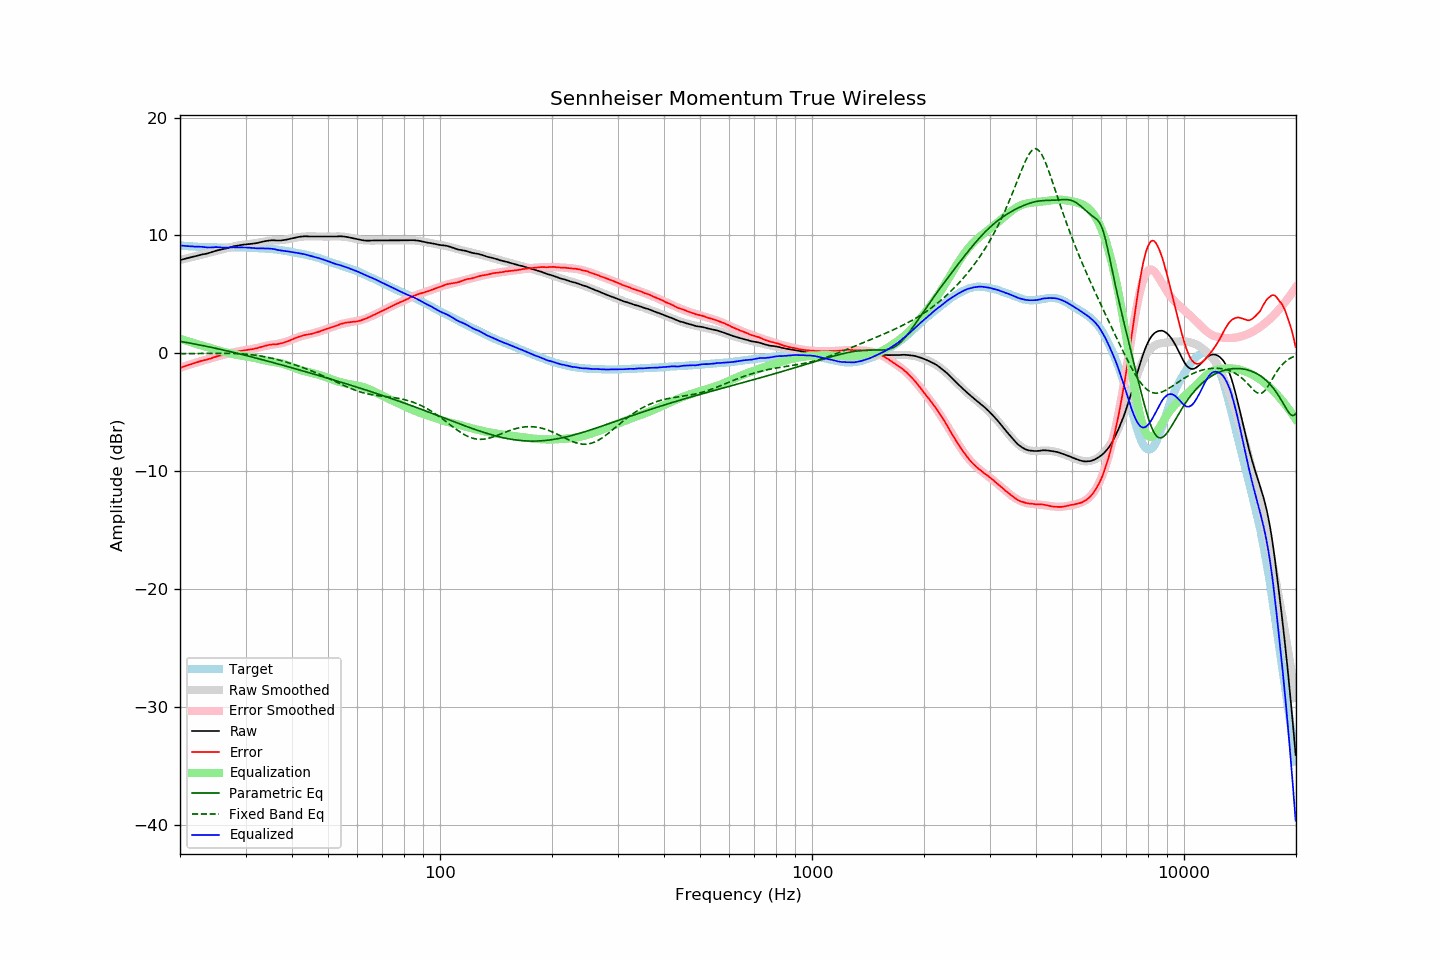 Sennheiser Momentum True Wireless
20
10
0
−10
−20
−30
−40
Amplitude (dBr)
Target
Raw Smoothed
Error Smoothed
Raw
Error
Equalization
Parametric Eq
Fixed Band Eq
Equalized
100
1000
10000
Frequency (Hz)